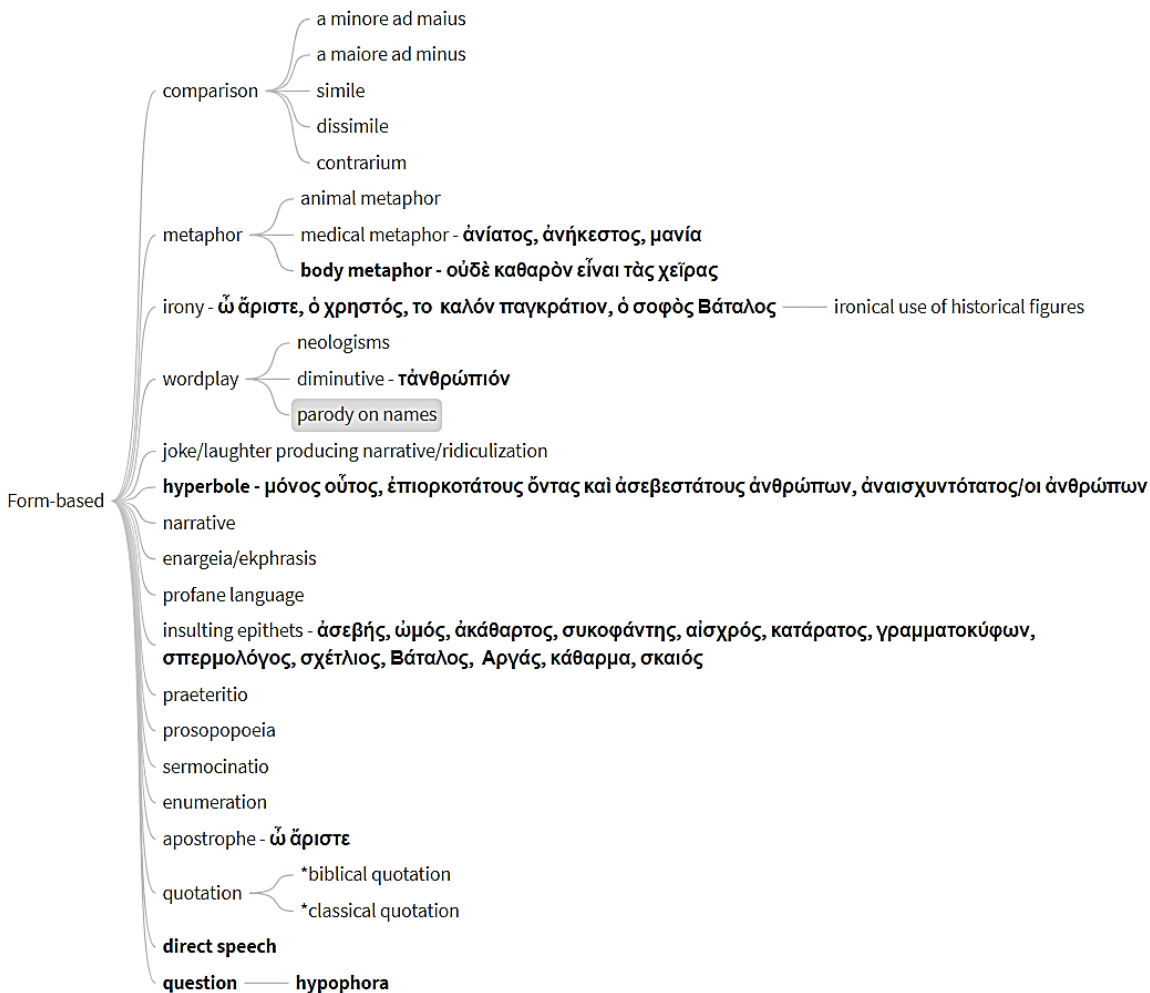 a minore ad maius
a maiore ad minus
comparison
simile
dissimile
contrarium
animal metaphor
metaphor
medical metaphor - ἀνίατος, ἀνήκεστος, μανία
body metaphor - οὐδὲ καθαρὸν εἶναι τὰς χεῖρας
irony - ὦ ἄριστε, ὁ χρηστός, το καλόν παγκράτιον, ὁ σοφὸς Βάταλος
ironical use of historical figures
neologisms
wordplay
diminutive - τἀνθρώπιόν
parody on names
joke/laughter producing narrative/ridiculization
Form-based
hyperbole - μόνος οὗτος, ἐπιορκοτάτους ὄντας καὶ ἀσεβεστάτους ἀνθρώπων, ἀναισχυντότατος/οι ἀνθρώπων
narrative
enargeia/ekphrasis
profane language
insulting epithets - ἀσεβής, ὠμός, ἀκάθαρτος, συκοφάντης, αἰσχρός, κατάρατος, γραμματοκύφων,
σπερμολόγος, σχέτλιος, Βάταλος, Αργάς, κάθαρμα, σκαιός
praeteritio
prosopopoeia
sermocinatio
enumeration
apostrophe - ὦ ἄριστε
quotation
*biblical quotation
*classical quotation
direct speech
question
hypophora